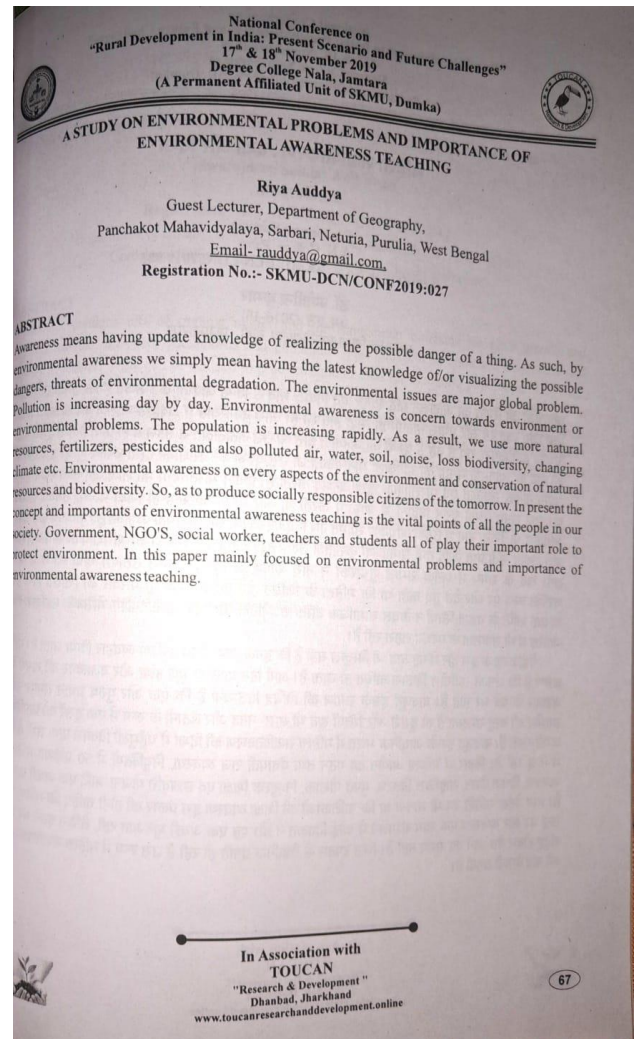 National Conference on
"Rural Development in India: Present Scenario and Future Challenges"
17th & 18th November 2019
Degree College Nala, Jamtara
(A Permanent Affiliated Unit of SKMU, Dumka)
TOUCAN
A STUDY ON ENVIRONMENTAL PROBLEMS AND IMPORTANCE OF
ENVIRONMENTAL AWARENESS TEACHING
Riya Auddya
Guest Lecturer, Department of Geography,
Panchakot Mahavidyalaya, Sarbari, Neturia, Purulia, West Bengal
Email- rauddya@gmail.com,
Registration No.:- SKMU-DCN/CONF2019:027
ABSTRACT
Awareness means having update knowledge of realizing the possible danger of a thing. As such, by
environmental awareness we simply mean having the latest knowledge of/or visualizing the possible
dangers, threats of environmental degradation. The environmental issues are major global problem.
Pollution is increasing day by day. Environmental awareness is concern towards environment or
environmental problems. The population is increasing rapidly. As a result, we use more natural
resources, fertilizers, pesticides and also polluted air, water, soil, noise, loss biodiversity, changing
climate etc. Environmental awareness on every aspects of the environment and conservation of natural
resources and biodiversity. So, as to produce socially responsible citizens of the tomorrow. In present the
concept and importants of environmental awareness teaching is the vital points of all the people in our
ociety. Government, NGO'S, social worker, teachers and students all of play their important role to
rotect environment. In this paper mainly focused on environmental problems and importance of
nvironmental awareness teaching.
In Association with
TOUCAN
"Research & Development "
Dhanbad, Jharkhand
www.toucanresearchanddevelopment.online
67